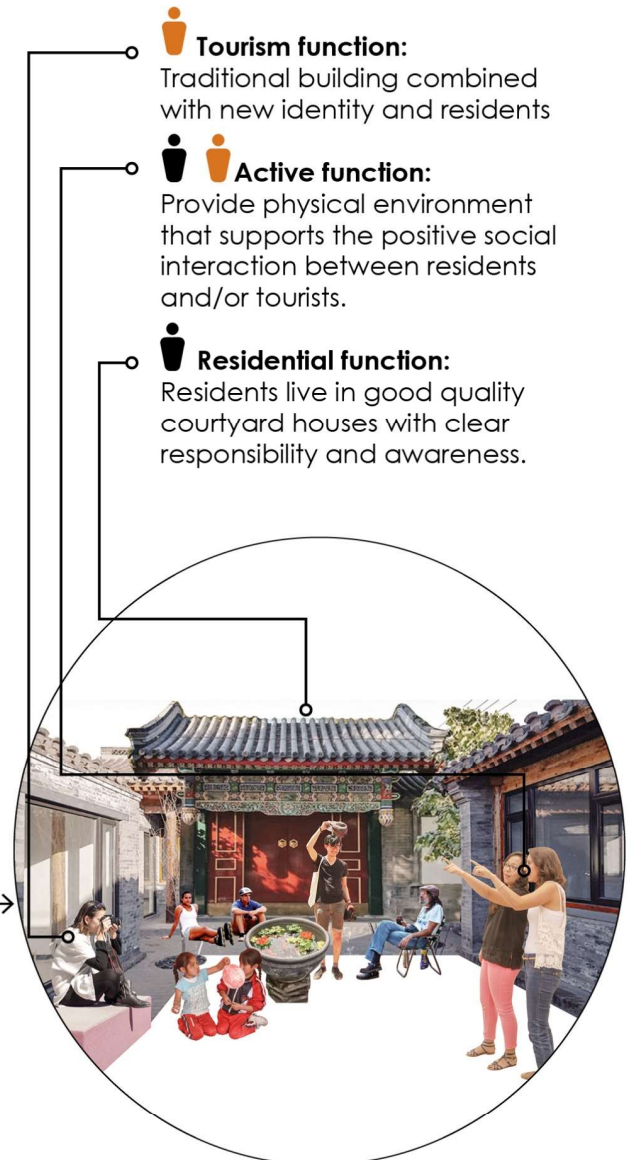 Tourism function:
Traditional building combined
with new identity and residents
Active function:
Provide physical environment
that supports the positive social
interaction between residents
and/or tourists.
Residential function:
Residents live in good quality
courtyard houses with clear
responsibility and awareness.